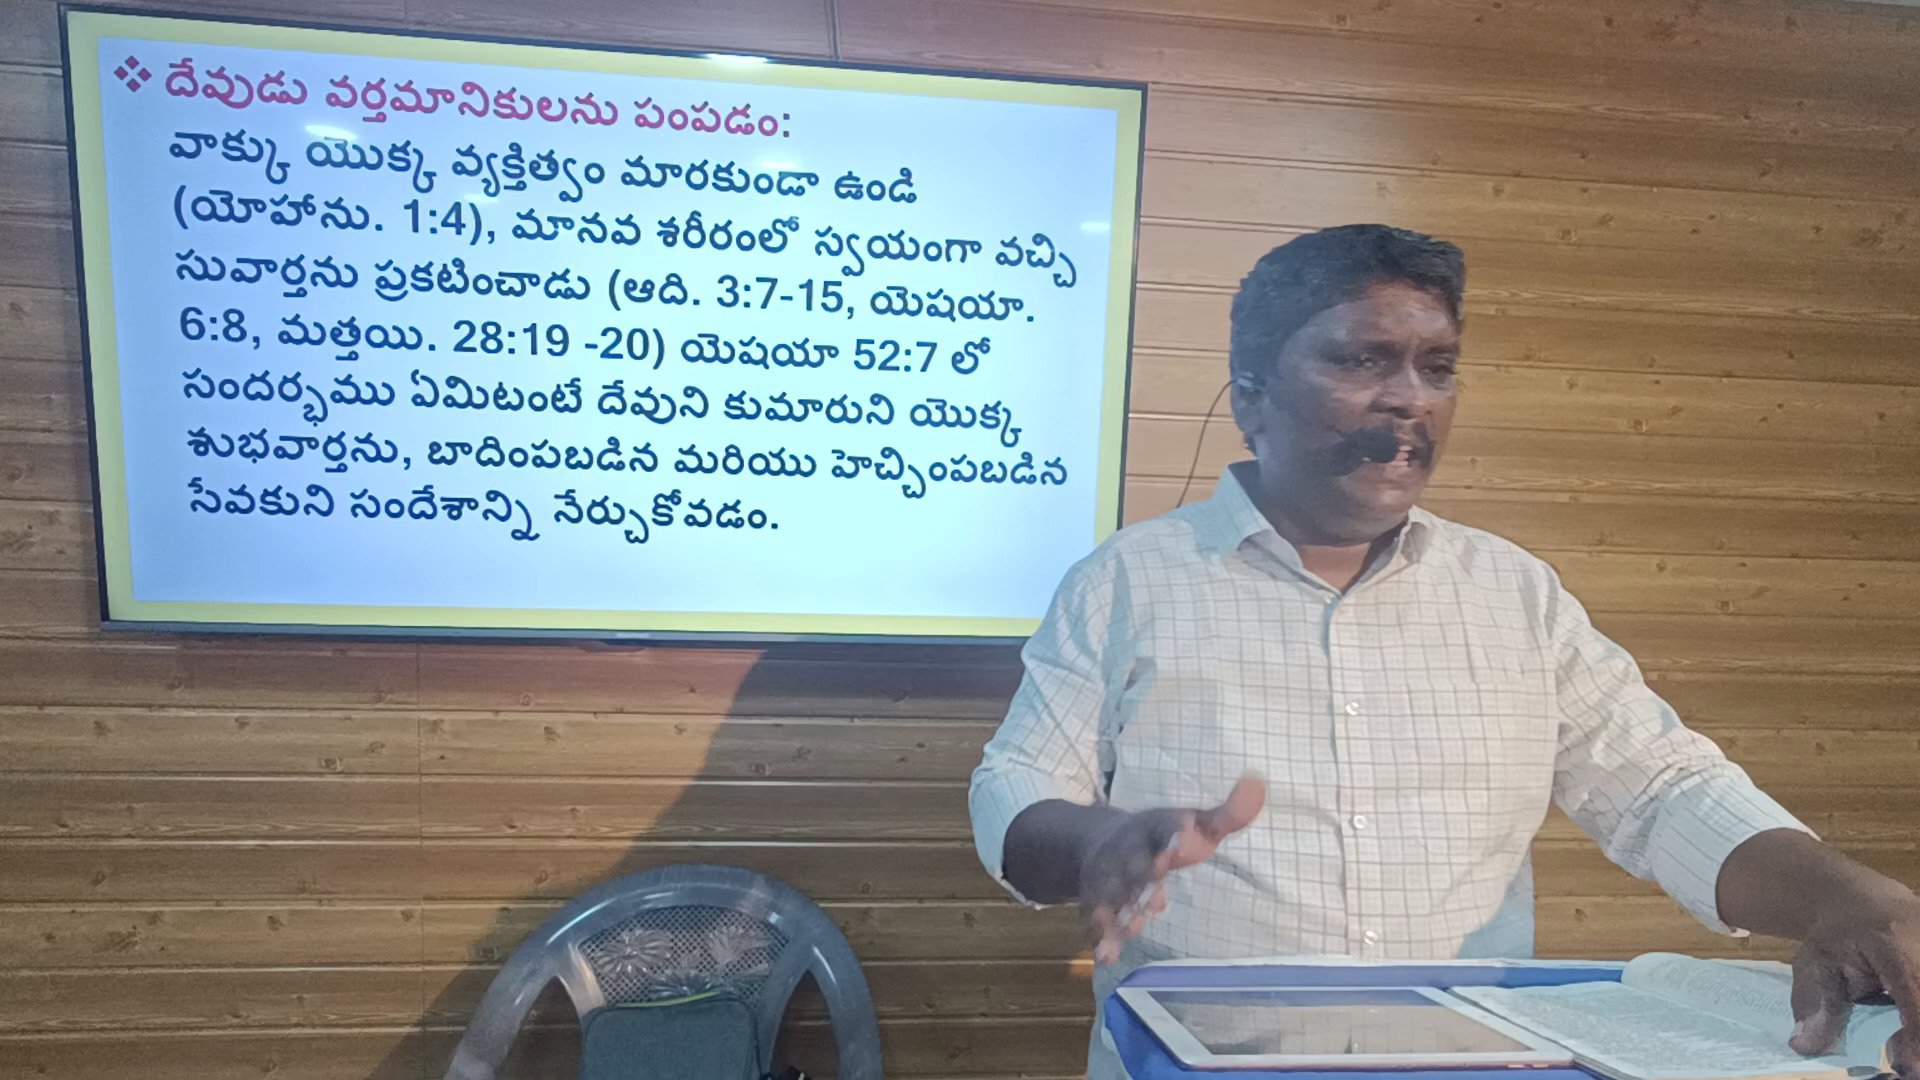 ❖ దేవుడు వర్తమానికులను పంపడం:
వాక్కు యొక్క వ్యక్తిత్వం మారకుండా ఉండి
(యోహాను. 1:4), మానవ శరీరంలో స్వయంగా వచ్చి
సువార్తను ప్రకటించాడు (ఆది. 3:7-15, యెషయా.
6:8, మత్తయి. 28:19 -20) యెషయా 52:7 లో
సందర్భము ఏమిటంటే దేవుని కుమారుని యొక్క
శుభవార్తను, బాదింపబడిన మరియు హెచ్చింపబడిన
సేవకుని సందేశాన్ని నేర్చుకోవడం.